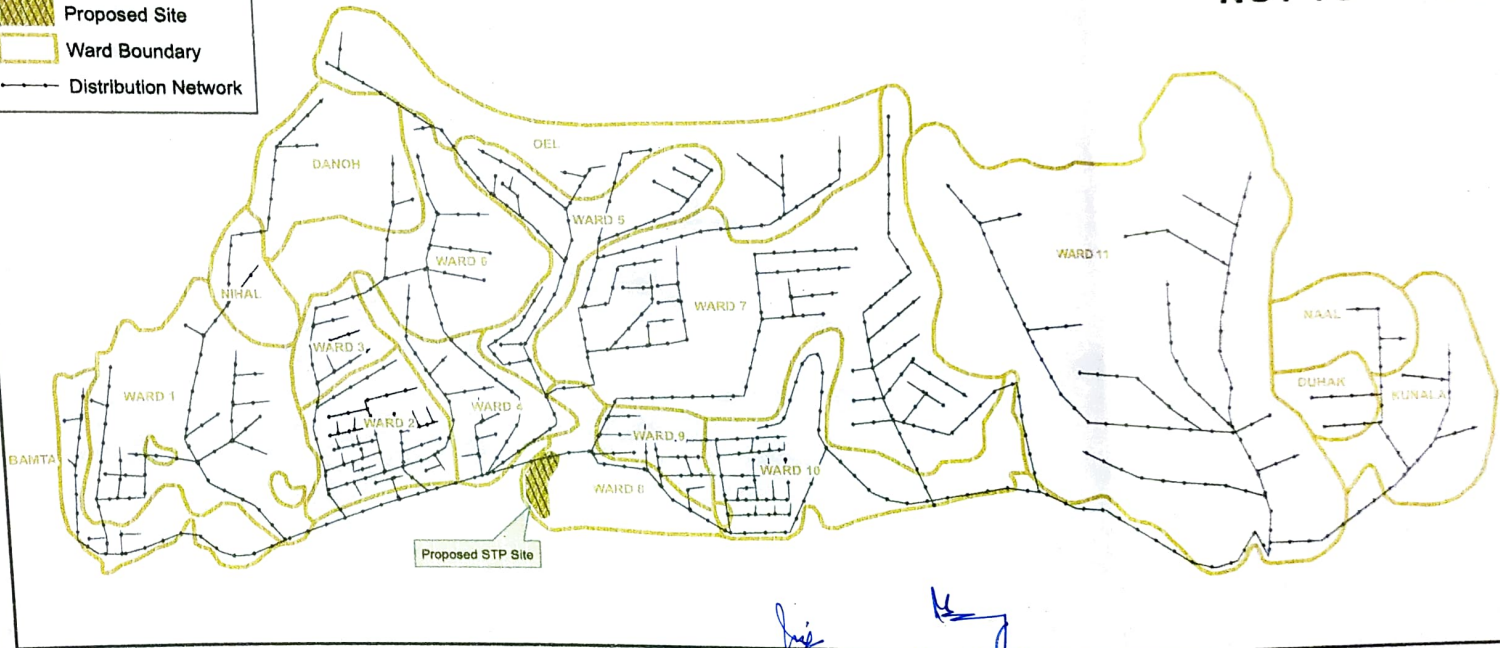 Proposed Site
Ward Boundary
Distribution Network
DANOH
OEL
WARD 5
WARD 6
WARD 11
NIHAL
WARD 7
NAAL
WARD 3
DUHAK
KUNALA
WARD 1
WARD 4
WARD 2
WARD 9
BAMTA
WARD 10
WARD 8
Proposed STP Site